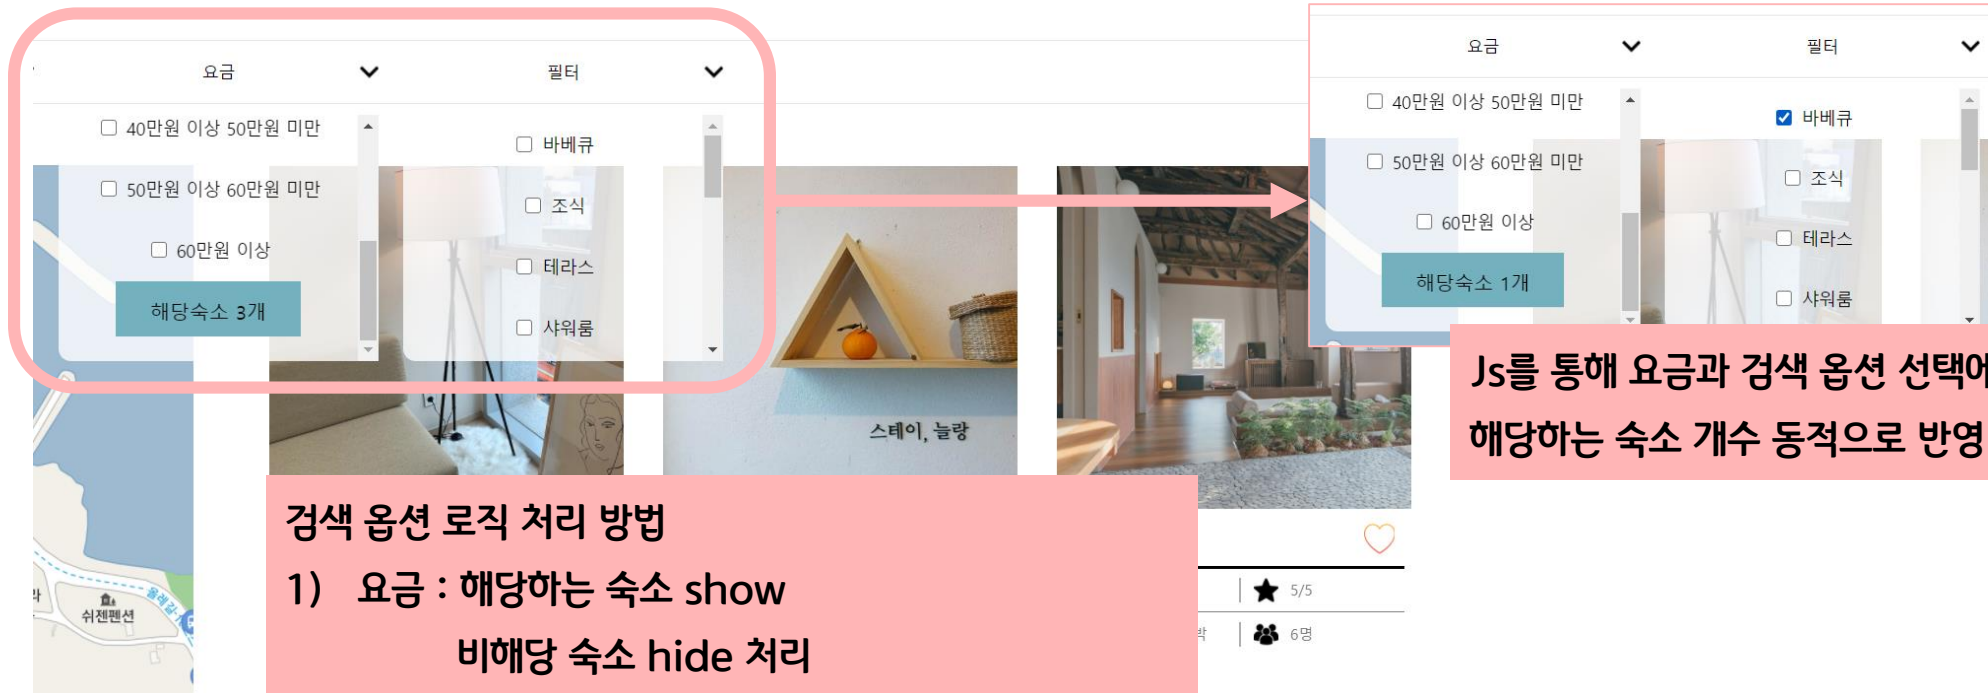 요금
필터
40만원 이상 50만원 미만
50만원 이상 60만원 미만
60만원 이상
해당숙소 3개
바베큐
조식
테라스
샤워룸
요금
필터
40만원 이상 50만원 미만
50만원 이상 60만원 미만
60만원 이상
해당숙소 1개
바베큐
조식
테라스
샤워룸
Js를 통해 요금과 검색 옵션 선택에
해당하는 숙소 개수 동적으로 반영
스테이, 늘랑
검색 옵션 로직 처리 방법
1) 요금 : 해당하는 숙소 show
비해당 숙소 hide 처리
쉬젠펜션
5/5
박
6명